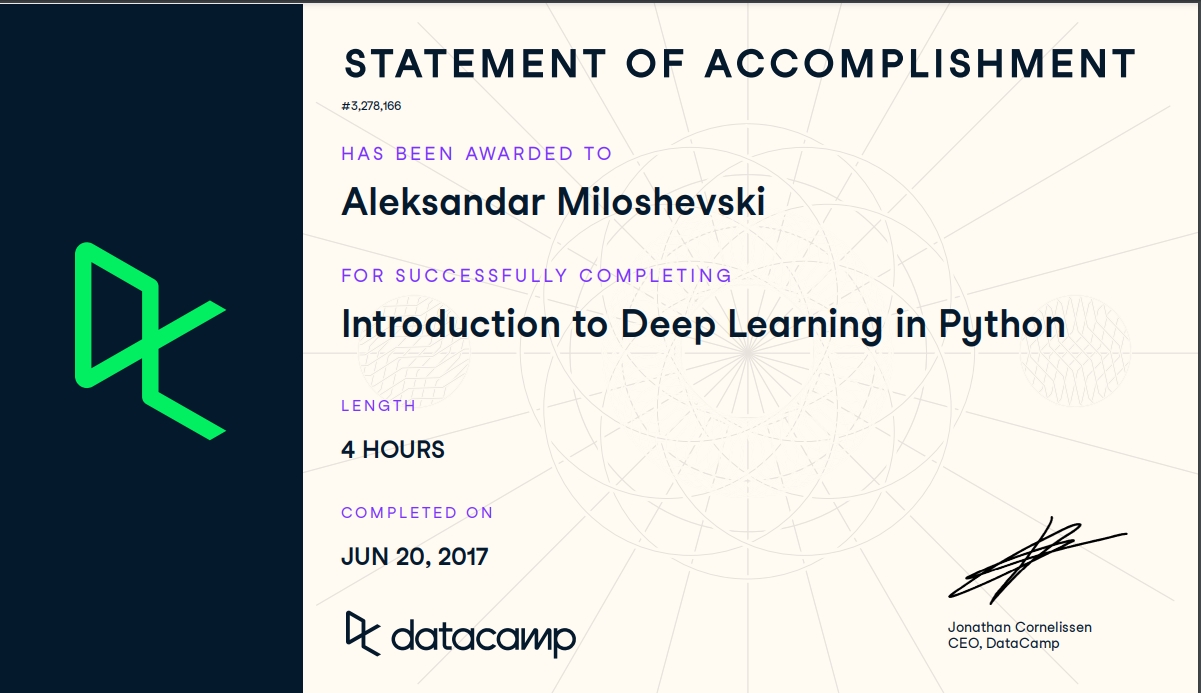 STATEMENT OF ACCOMPLISHMENT
#3,278,166
HAS BEEN AWARDED TO
Aleksandar Miloshevski
FOR SUCCESSFULLY COMPLETING
Introduction to Deep Learning in Python
LENGTH
4 HOURS
COMPLETED ON
JUN 20, 2017
datacamp
Jonathan Cornelissen
CEO, DataCamp